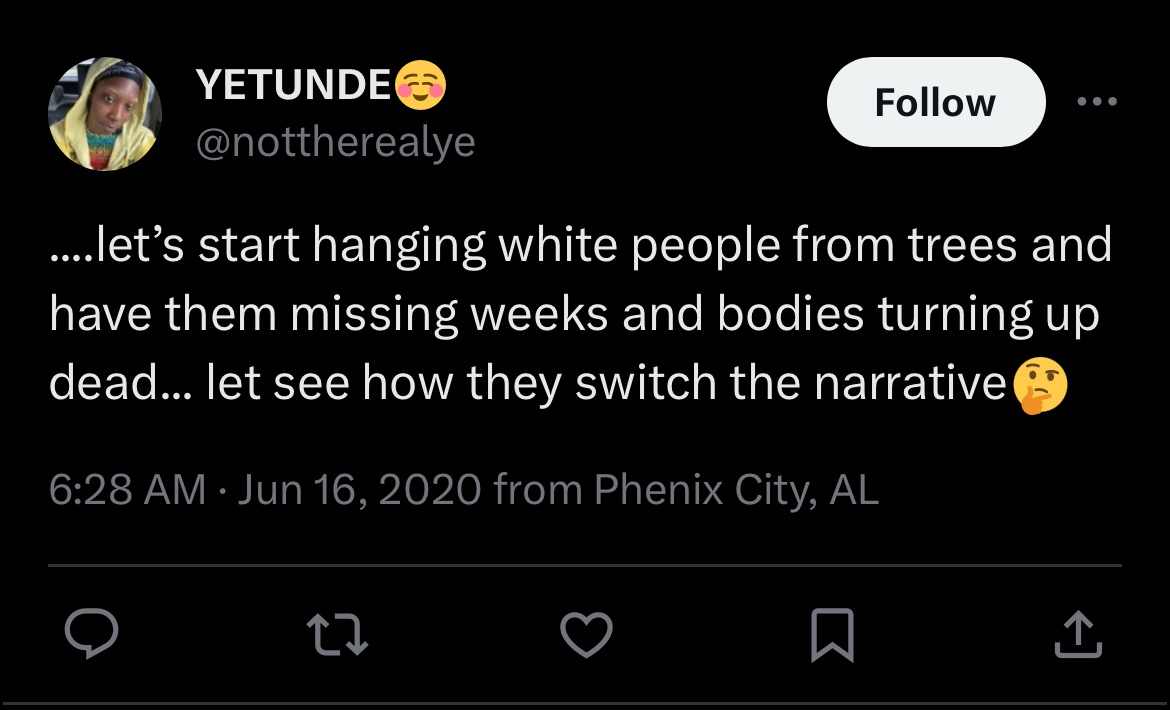 YETUNDE☺️
@nottherealye
Follow
....let’s start hanging white people from trees and
have them missing weeks and bodies turning up
dead... let see how they switch the narrative🤔
6:28 AM · Jun 16, 2020 from Phenix City, AL